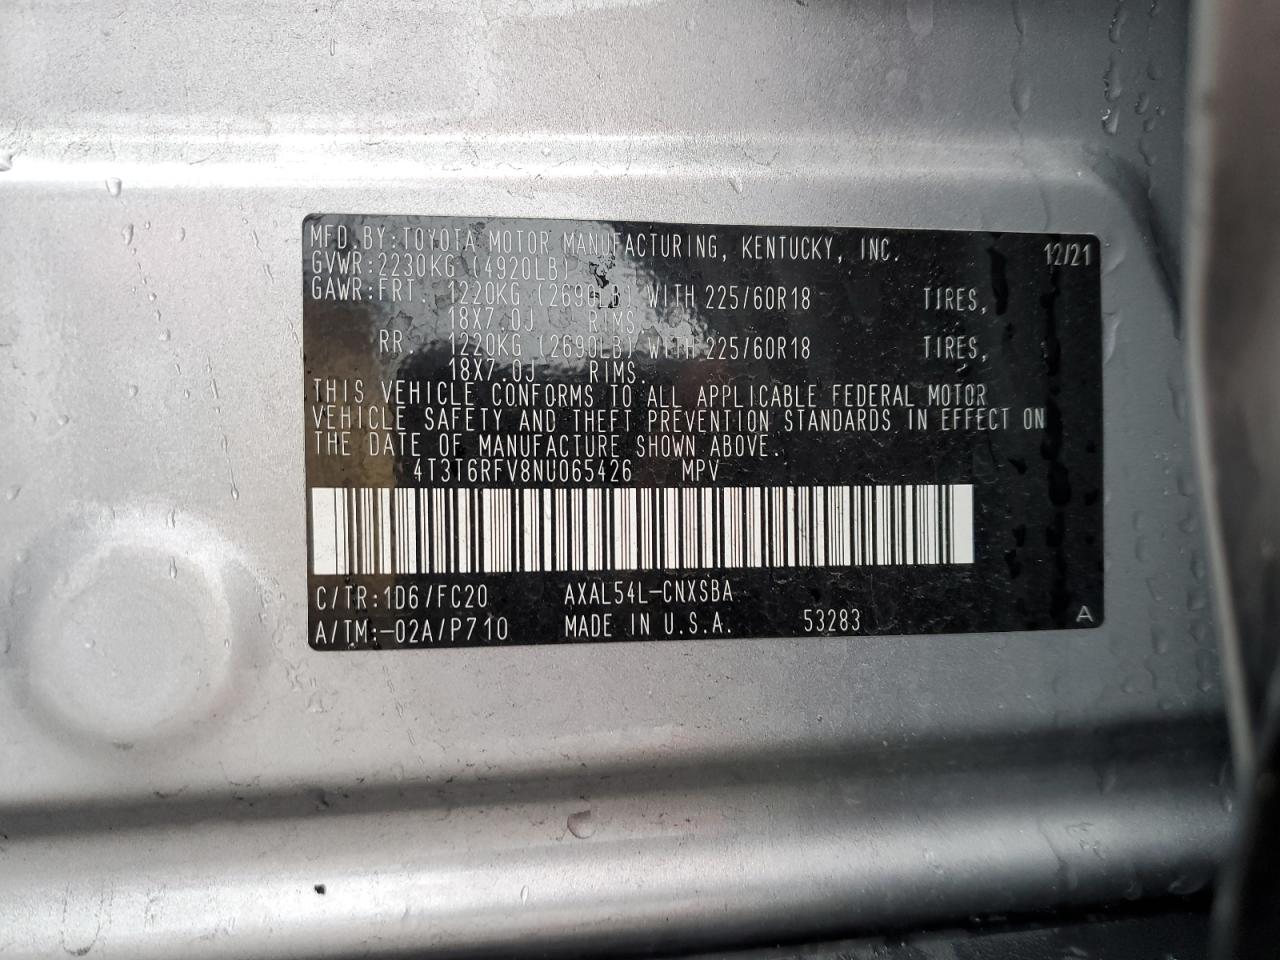 MFD.BY:TOYOTA MOTOR MANUFACTURING, KENTUCKY, INC. 12/21
GVWR:2230KG (4920LB)
GAWR:FRT. 1220KG (2690LB) WITH 225/60R18 TIRES,
18X7.0J RIMS.
RR. 1220KG (2690LB) WITH 225/60R18 TIRES,
18X7.0J RIMS.
THIS VEHICLE CONFORMS TO ALL APPLICABLE FEDERAL MOTOR
VEHICLE SAFETY AND THEFT PREVENTION STANDARDS IN EFFECT ON
THE DATE OF MANUFACTURE SHOWN ABOVE.
4T3T6RFV8NU065426 MPV
C/TR:1D6/FC20 AXAL54L-CNXSBA
A/TM:-02A/P710 MADE IN U.S.A. 53283 A